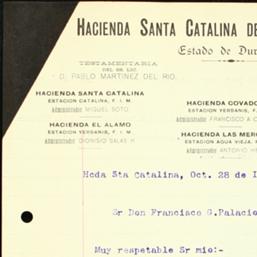 HACIENDA SANTA CATALINA DE
Estado de Dur
TESTAMENTARIA
DEL SR LIC
D. PABLO MARTINEZ DEL RIO.
HACIENDA SANTA CATALINA
ESTACION CATALINA, F. I. M.
ADMINISTRADOR MIGUEL SOTO
HACIENDA EL ALAMO
ESTACION YERBANIS, F. I. M.
ADMINISTRADOR DIONISIO SALAS H
HACIENDA COVADO
ESTACION YERBANIS, F.
ADMINISTRADOR FRANCISCO A
HACIENDA LAS MERC
ESTACION AGUA VIEJA,
ADMINISTRADOR ANTONIO
Hcda Sta Catalina, Oct. 28 de I
Sr Don Francisco G.Palacio
Muy respetable Sr mio:-